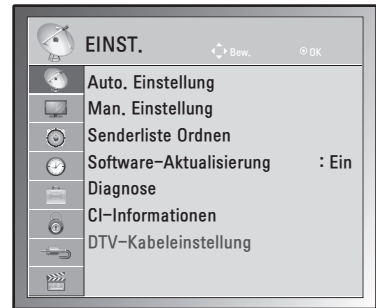 EINST.
Bew. OK
Auto. Einstellung
Man. Einstellung
Senderliste Ordnen
Software-Aktualisierung : Ein
Diagnose
CI-Informationen
DTV-Kabeleinstellung